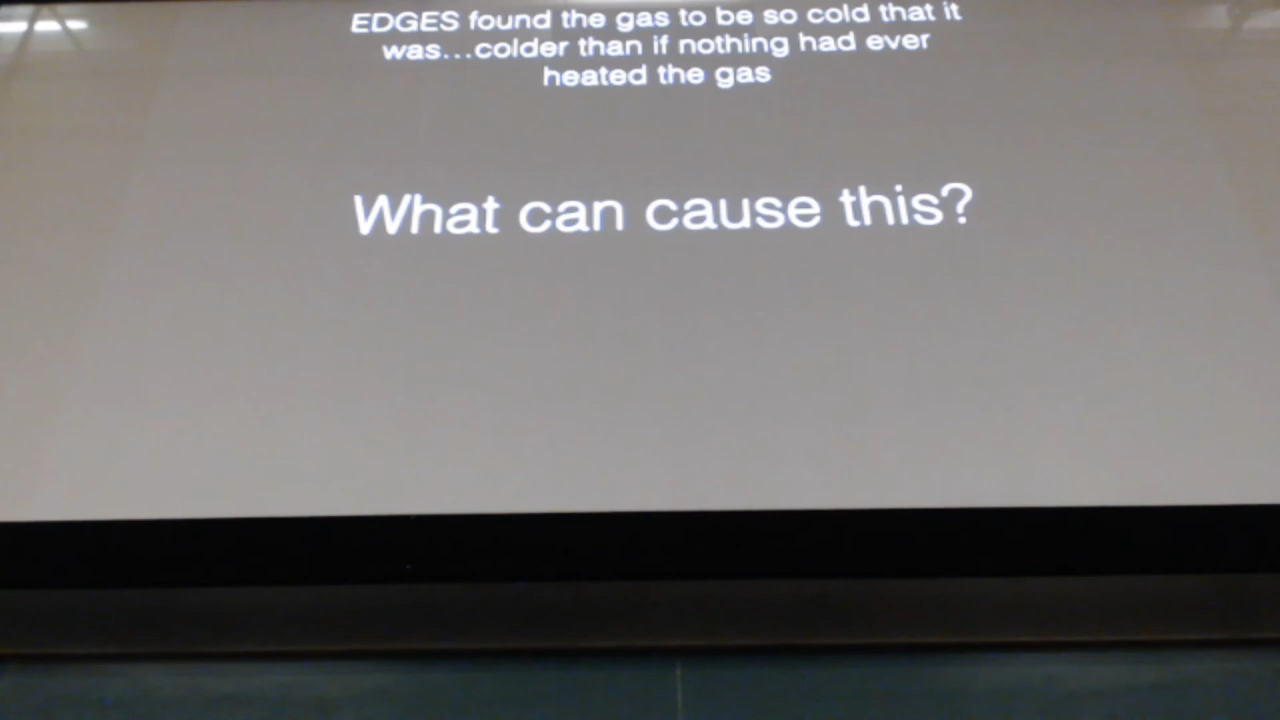 EDGES found the gas to be so cold that it
was...colder than if nothing had ever
heated the gas
What can cause this?